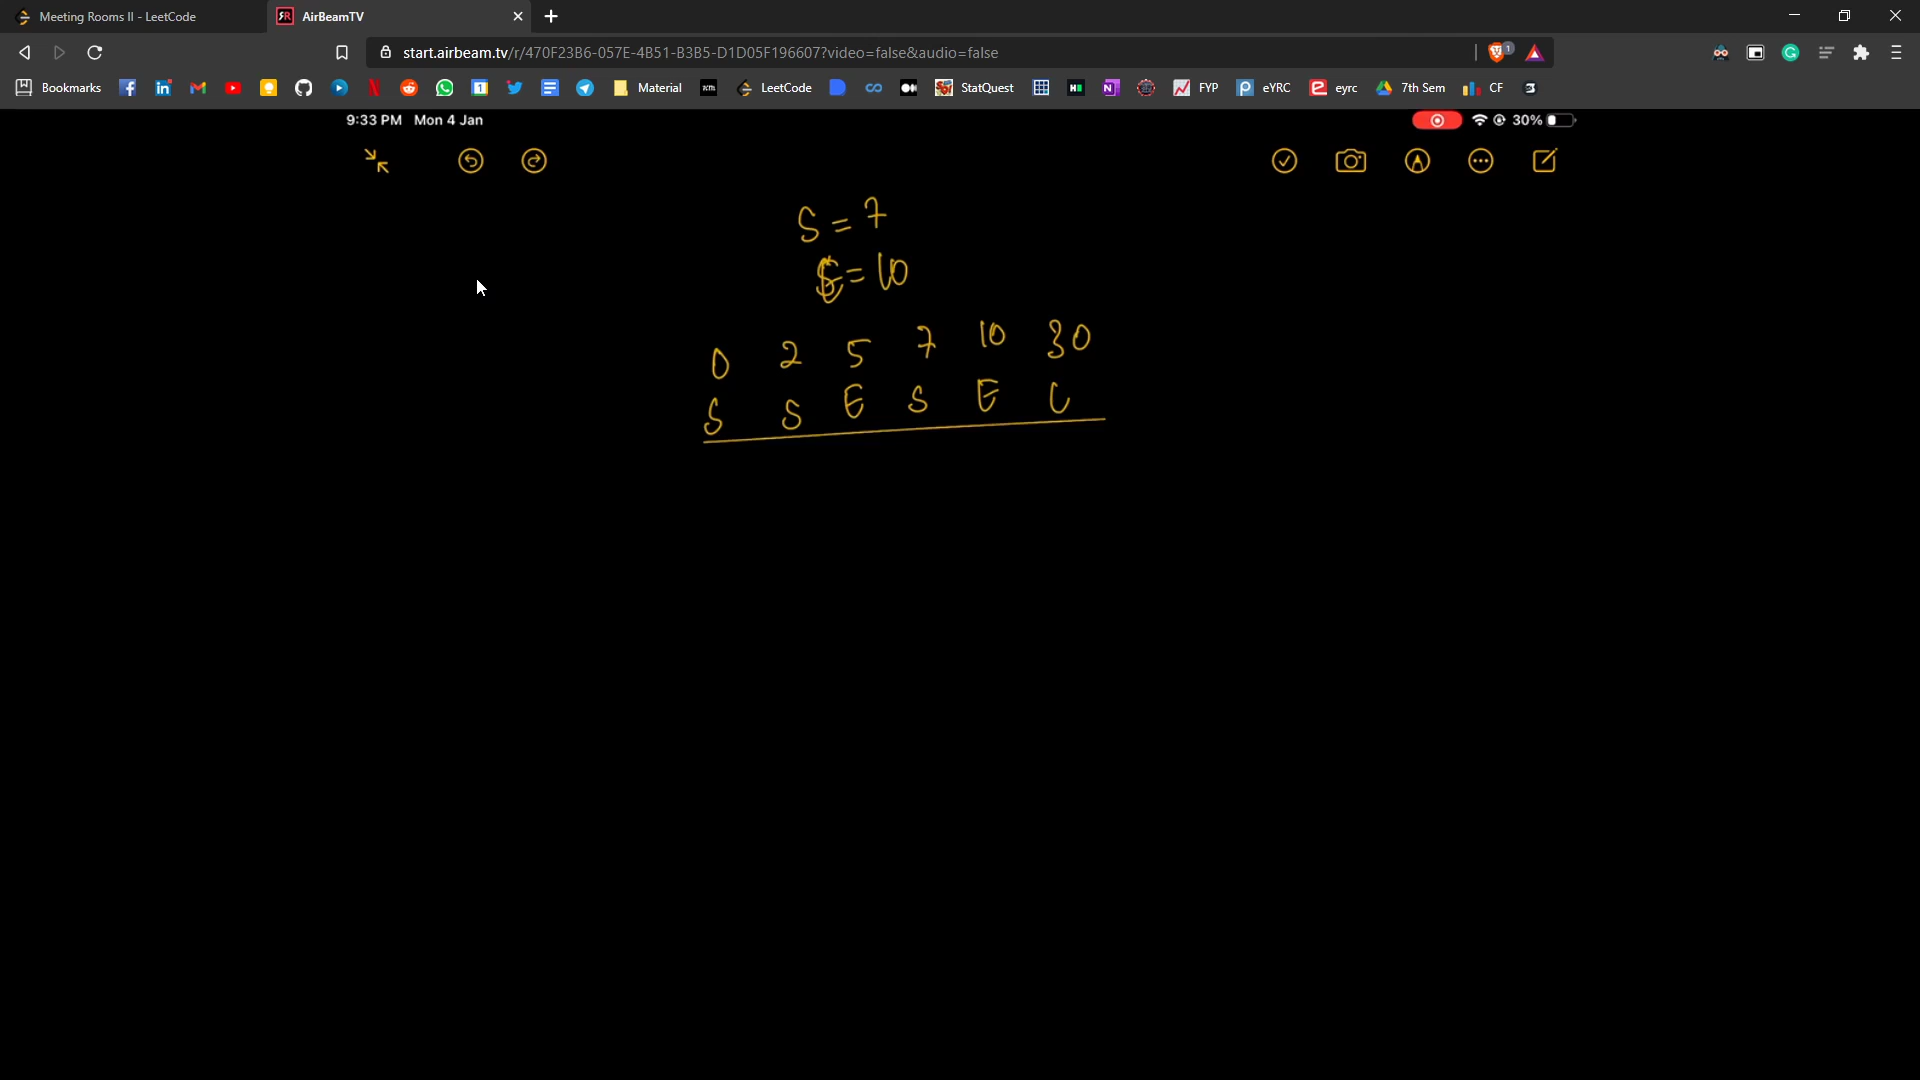 Meeting Rooms II - LeetCode
AirBeamTV
start.airbeam.tv/r/470F23B6-057E-4B51-B3B5-D1D05F196607?video=false&audio=false
1
Bookmarks Material LeetCode StatQuest FYP eYRC eyrc 7th Sem CF
9:33 PM Mon 4 Jan
30%
S = 7
E = 10
0 2 5 7 10 30
S S E S E